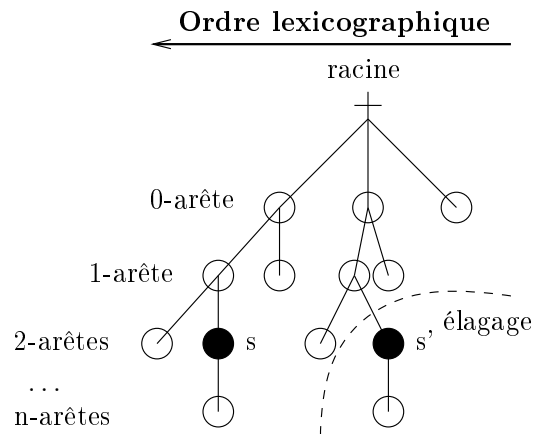 Ordre lexicographique
racine
0-arête
1-arête
2-arêtes
s
s', élagage
...
n-arêtes